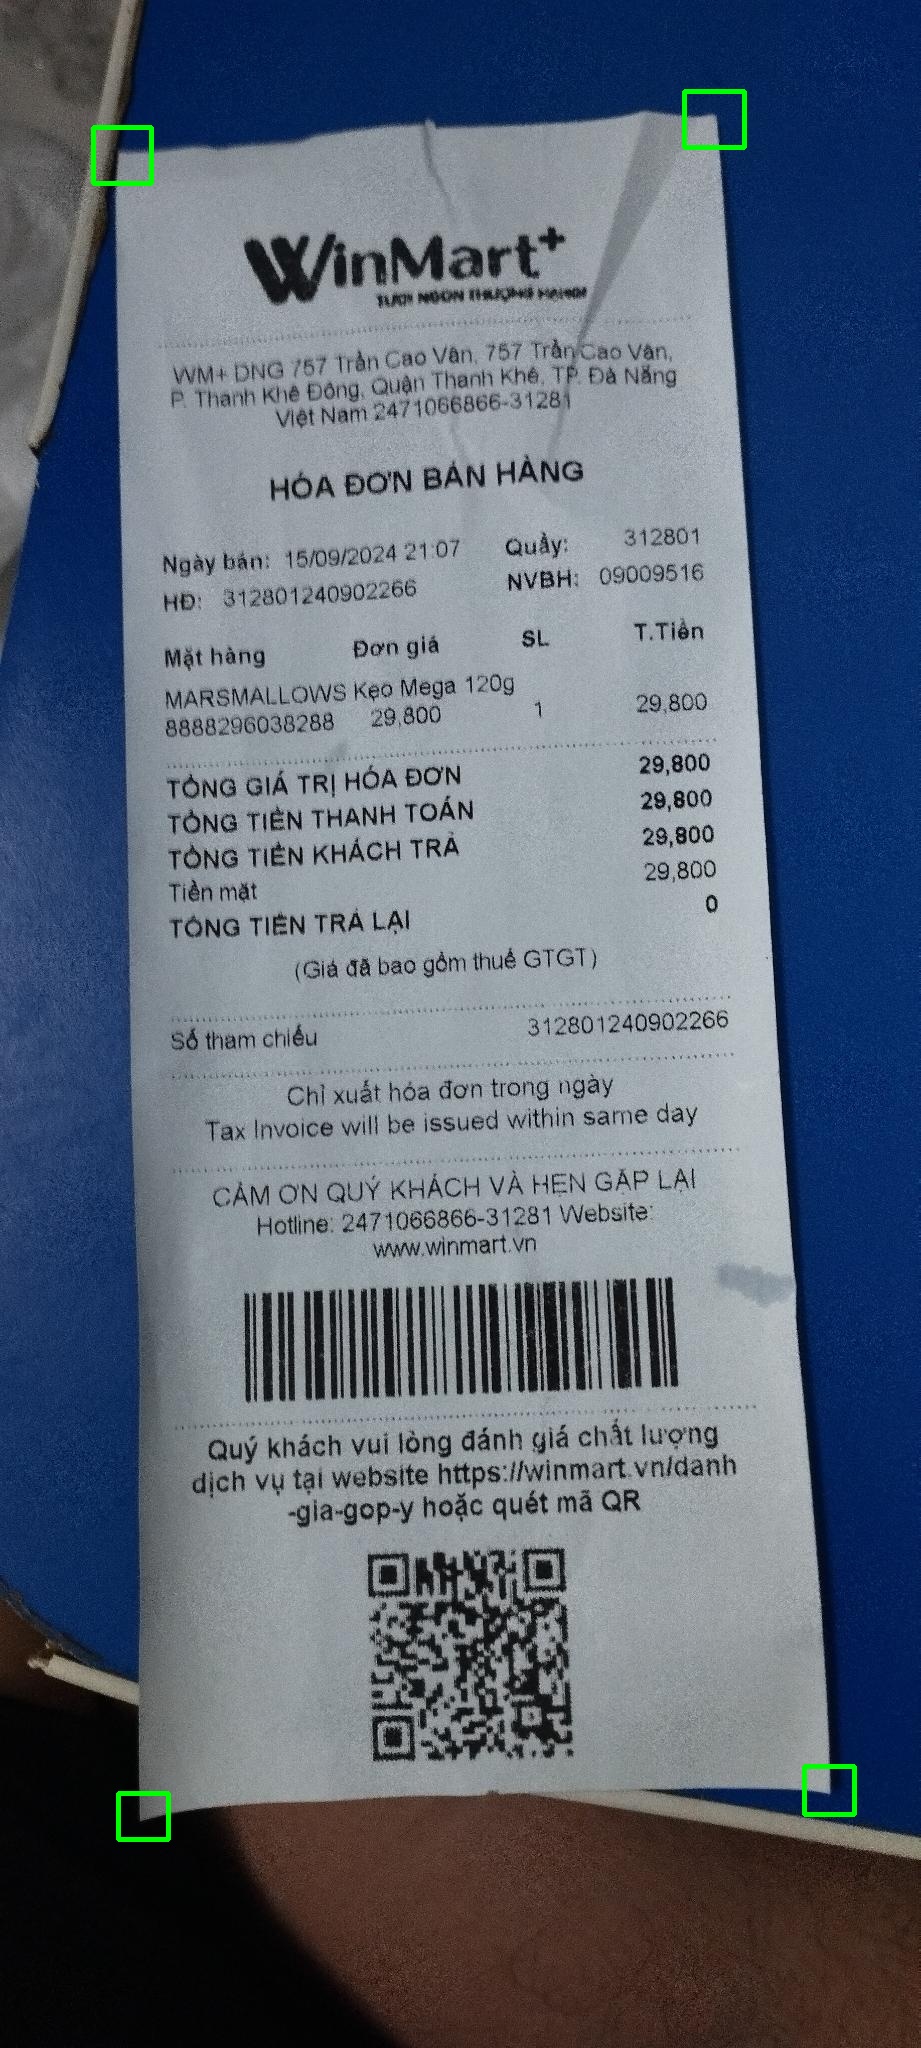 WinMart+
TƯƠI NGON THƯỢNG HẠNG
WM+ DNG 757 Trần Cao Vân, 757 Trần Cao Vân,
P. Thanh Khê Đông, Quận Thanh Khê, TP. Đà Nẵng
Việt Nam 2471066866-31281
HÓA ĐƠN BÁN HÀNG
Ngày bán: 15/09/2024 21:07 Quầy: 312801
HĐ: 312801240902266 NVBH: 09009516
Mặt hàng Đơn giá SL T.Tiền
MARSMALLOWS Kẹo Mega 120g
8888296038288 29,800 1 29,800
TỔNG GIÁ TRỊ HÓA ĐƠN 29,800
TỔNG TIỀN THANH TOÁN 29,800
TỔNG TIỀN KHÁCH TRẢ 29,800
Tiền mặt 29,800
TỔNG TIỀN TRẢ LẠI 0
(Giá đã bao gồm thuế GTGT)
Số tham chiếu 312801240902266
Chỉ xuất hóa đơn trong ngày
Tax Invoice will be issued within same day
CẢM ƠN QUÝ KHÁCH VÀ HẸN GẶP LẠI
Hotline: 2471066866-31281 Website:
www.winmart.vn
Quý khách vui lòng đánh giá chất lượng
dịch vụ tại website https://winmart.vn/danh
-gia-gop-y hoặc quét mã QR